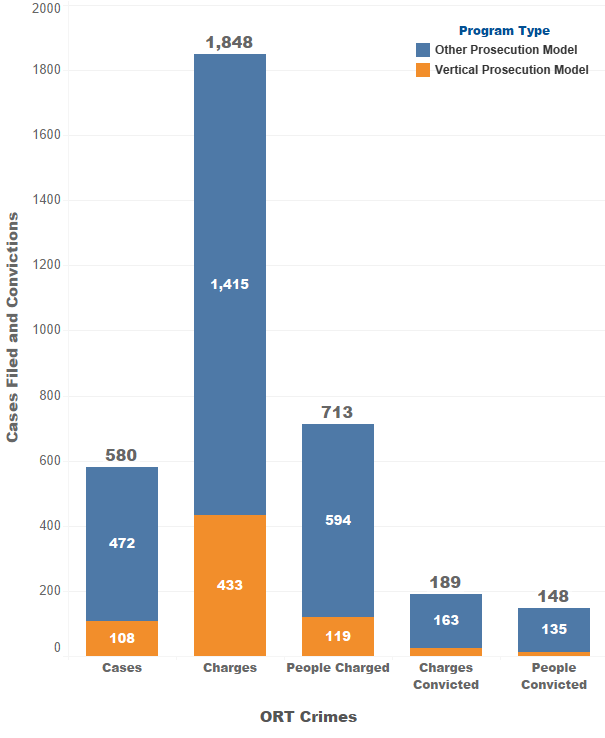 2000
1800
1600
1400
1200
1000
800
600
400
200
0
Cases Filed and Convictions
Program Type
Other Prosecution Model
Vertical Prosecution Model
580
472
108
1,848
1,415
433
713
594
119
189
163
148
135
Cases
Charges
People Charged
Charges
Convicted
People
Convicted
ORT Crimes